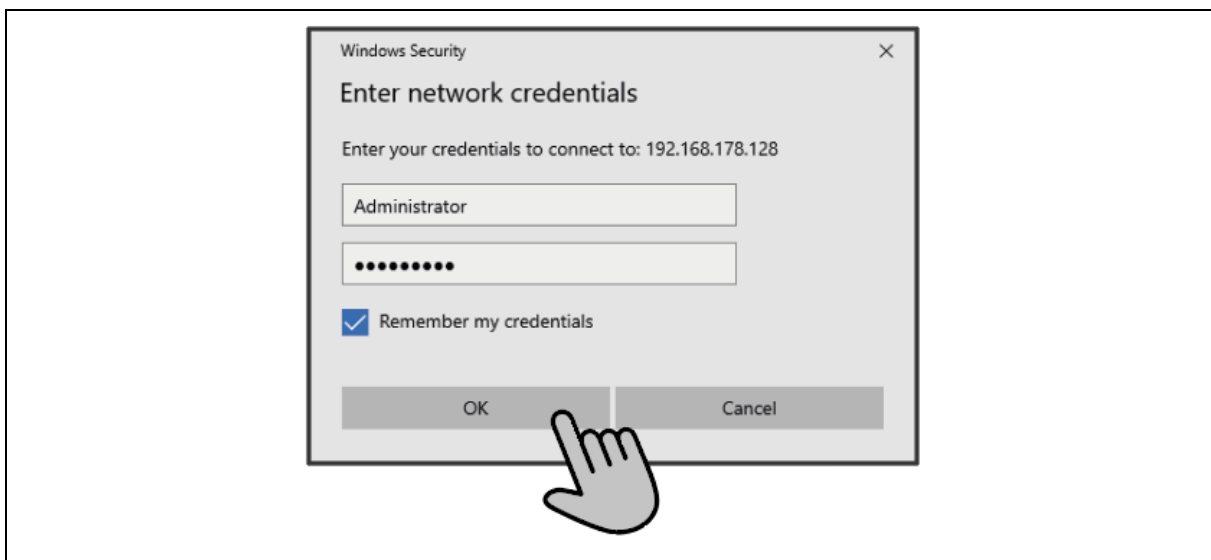 Windows Security
Enter network credentials
Enter your credentials to connect to: 192.168.178.128
Administrator
•••••••••
Remember my credentials
OK Cancel